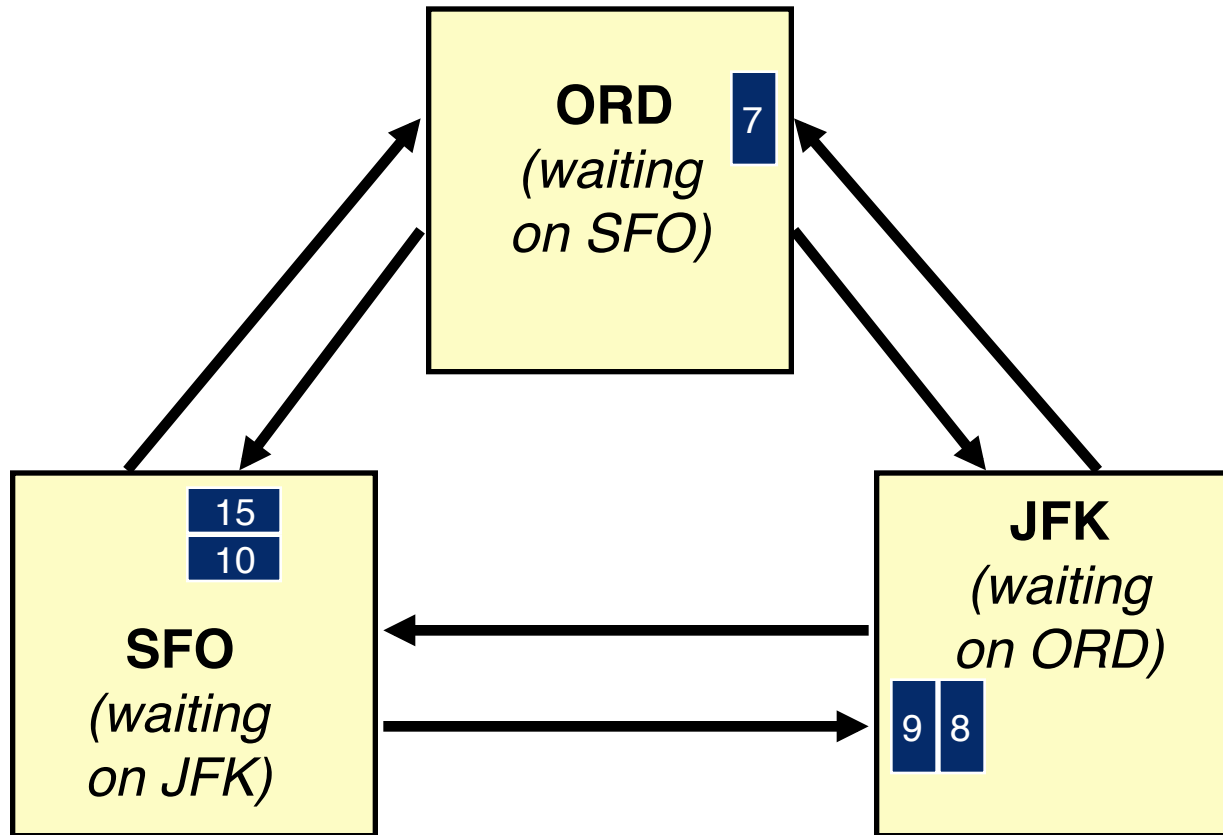 ORD
(waiting
on SFO)
7
15
10
SFO
(waiting
on JFK)
JFK
(waiting
on ORD)
9 8